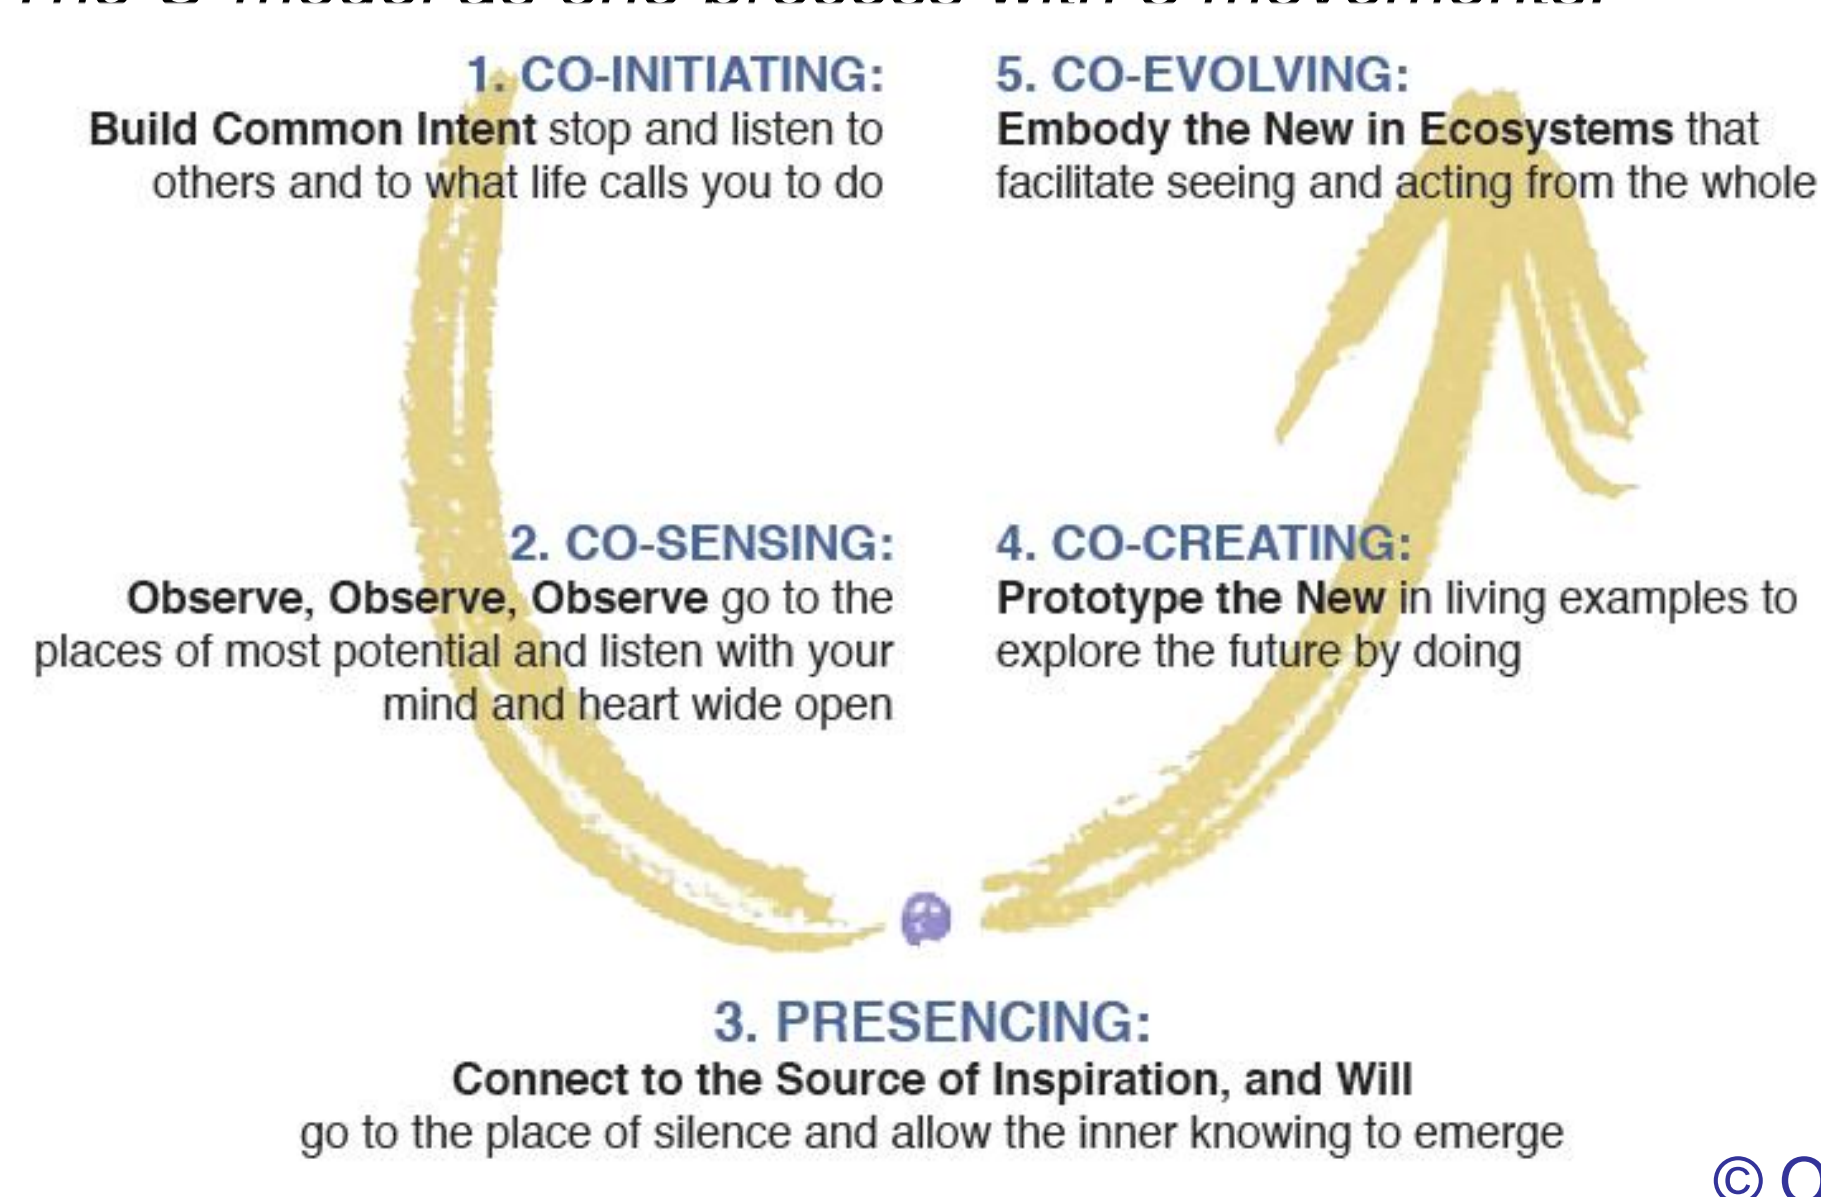 1. CO-INITIATING:
Build Common Intent stop and listen to
others and to what life calls you to do
5. CO-EVOLVING:
Embody the New in Ecosystems that
facilitate seeing and acting from the whole
2. CO-SENSING:
Observe, Observe, Observe go to the
places of most potential and listen with your
mind and heart wide open
4. CO-CREATING:
Prototype the New in living examples to
explore the future by doing
3. PRESENCING:
Connect to the Source of Inspiration, and Will
go to the place of silence and allow the inner knowing to emerge
©